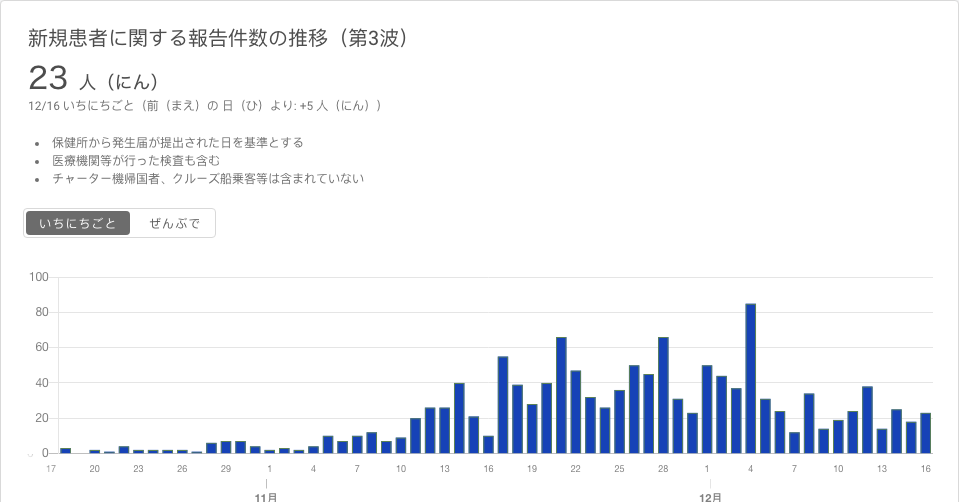 新規患者に関する報告件数の推移（第3波）
23 人（にん）
12/16 いちにちごと（前（まえ）の 日（ひ）より: +5 人（にん））
• 保健所から発生届が提出された日を基準とする
• 医療機関等が行った検査も含む
• チャーター機帰国者、クルーズ船乗客等は含まれていない
いちにちごと ぜんぶで
100
80
60
40
20
0
17 20 23 26 29 1 4 7 10 13 16 19 22 25 28 1 4 7 10 13 16
11月 12月